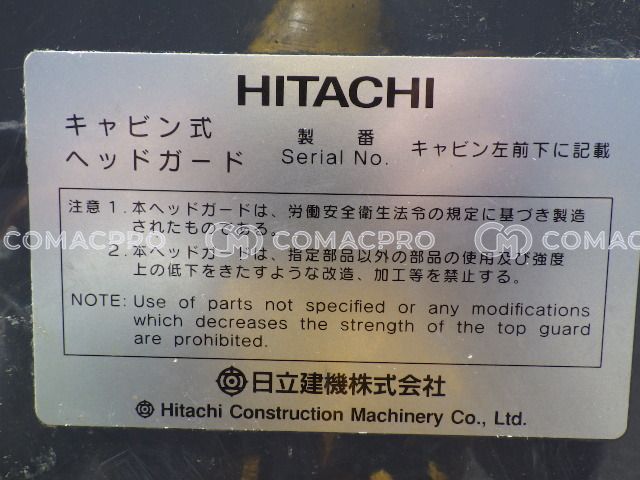 HITACHI
キャビン式
ヘッドガード
製 番
Serial No.
キャビン左前下に記載
注意 1. 本ヘッドガードは、労働安全衛生法令の規定に基づき製造
されたものである。
2. 本ヘッドガードは、指定部品以外の部品の使用及び強度
上の低下をきたすような改造、加工等を禁止する。
NOTE: Use of parts not specified or any modifications
which decreases the strength of the top guard
are prohibited.
日立建機株式会社
Hitachi Construction Machinery Co., Ltd.
COMACPRO COMACPRO COMACPRO